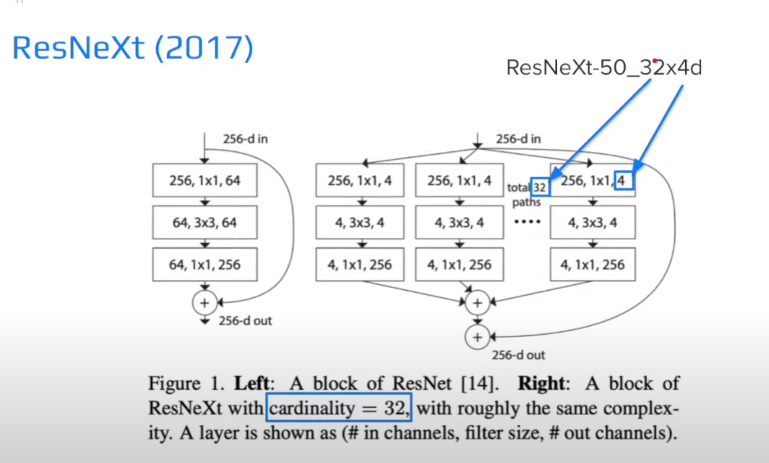 ResNeXt (2017)
ResNeXt-50_32x4d
256-d in
256, 1x1, 64
64, 3x3, 64
64, 1x1, 256
+
256-d out
256-d in
256, 1x1, 4
256, 1x1, 4
total 32
paths
....
256, 1x1, 4
4, 3x3, 4
4, 3x3, 4
4, 3x3, 4
4, 1x1, 256
4, 1x1, 256
4, 1x1, 256
+
+
256-d out
Figure 1. Left: A block of ResNet [14]. Right: A block of
ResNeXt with cardinality = 32, with roughly the same complex-
ity. A layer is shown as (# in channels, filter size, # out channels).